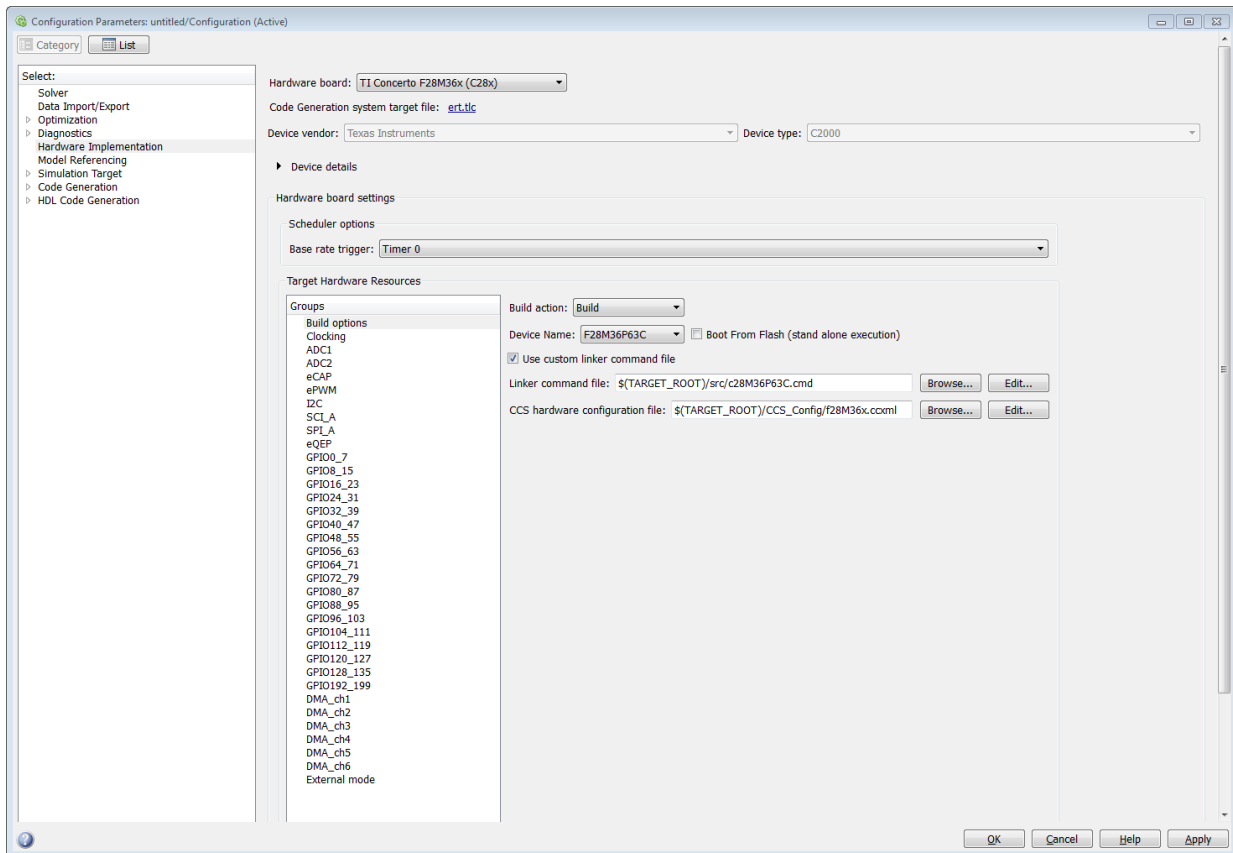 Configuration Parameters: untitled/Configuration (Active)
Category List
Select:
Solver
Data Import/Export
Optimization
Diagnostics
Hardware Implementation
Model Referencing
Simulation Target
Code Generation
HDL Code Generation
Hardware board: TI Concerto F28M36x (C28x)
Code Generation system target file: ert.tlc
Device vendor: Texas Instruments Device type: C2000
Device details
Hardware board settings
Scheduler options
Base rate trigger: Timer 0
Target Hardware Resources
Groups
Build options
Clocking
ADC1
ADC2
eCAP
ePWM
I2C
SCI_A
SPI_A
eQEP
GPIO0_7
GPIO8_15
GPIO16_23
GPIO24_31
GPIO32_39
GPIO40_47
GPIO48_55
GPIO56_63
GPIO64_71
GPIO72_79
GPIO80_87
GPIO88_95
GPIO96_103
GPIO104_111
GPIO112_119
GPIO120_127
GPIO128_135
GPIO192_199
DMA_ch1
DMA_ch2
DMA_ch3
DMA_ch4
DMA_ch5
DMA_ch6
External mode
Build action: Build
Device Name: F28M36P63C Boot From Flash (stand alone execution)
Use custom linker command file
Linker command file: $(TARGET_ROOT)/src/c28M36P63C.cmd Browse... Edit...
CCS hardware configuration file: $(TARGET_ROOT)/CCS_Config/f28M36x.ccxml Browse... Edit...
OK Cancel Help Apply